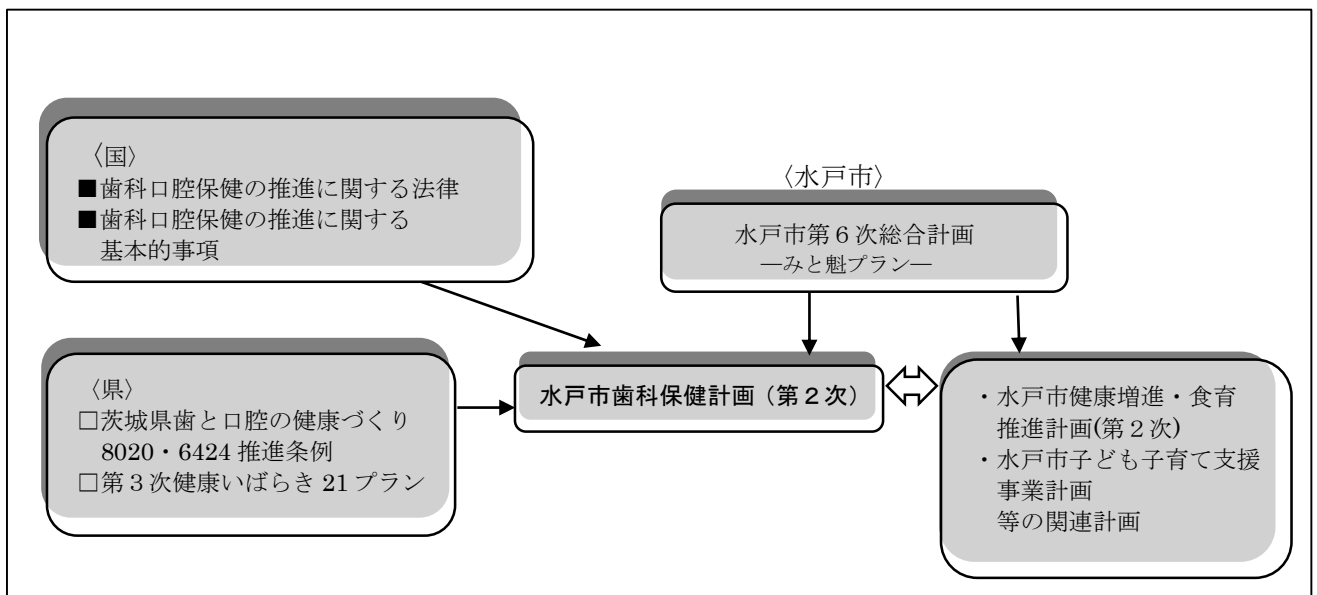 〈国〉
■歯科口腔保健の推進に関する法律
■歯科口腔保健の推進に関する
基本的事項
〈水戸市〉
水戸市第６次総合計画
―みと魁プラン―
〈県〉
□茨城県歯と口腔の健康づくり
8020・6424 推進条例
□第３次健康いばらき 21 プラン
水戸市歯科保健計画（第２次）
・水戸市健康増進・食育
推進計画(第２次)
・水戸市子ども子育て支援
事業計画
等の関連計画